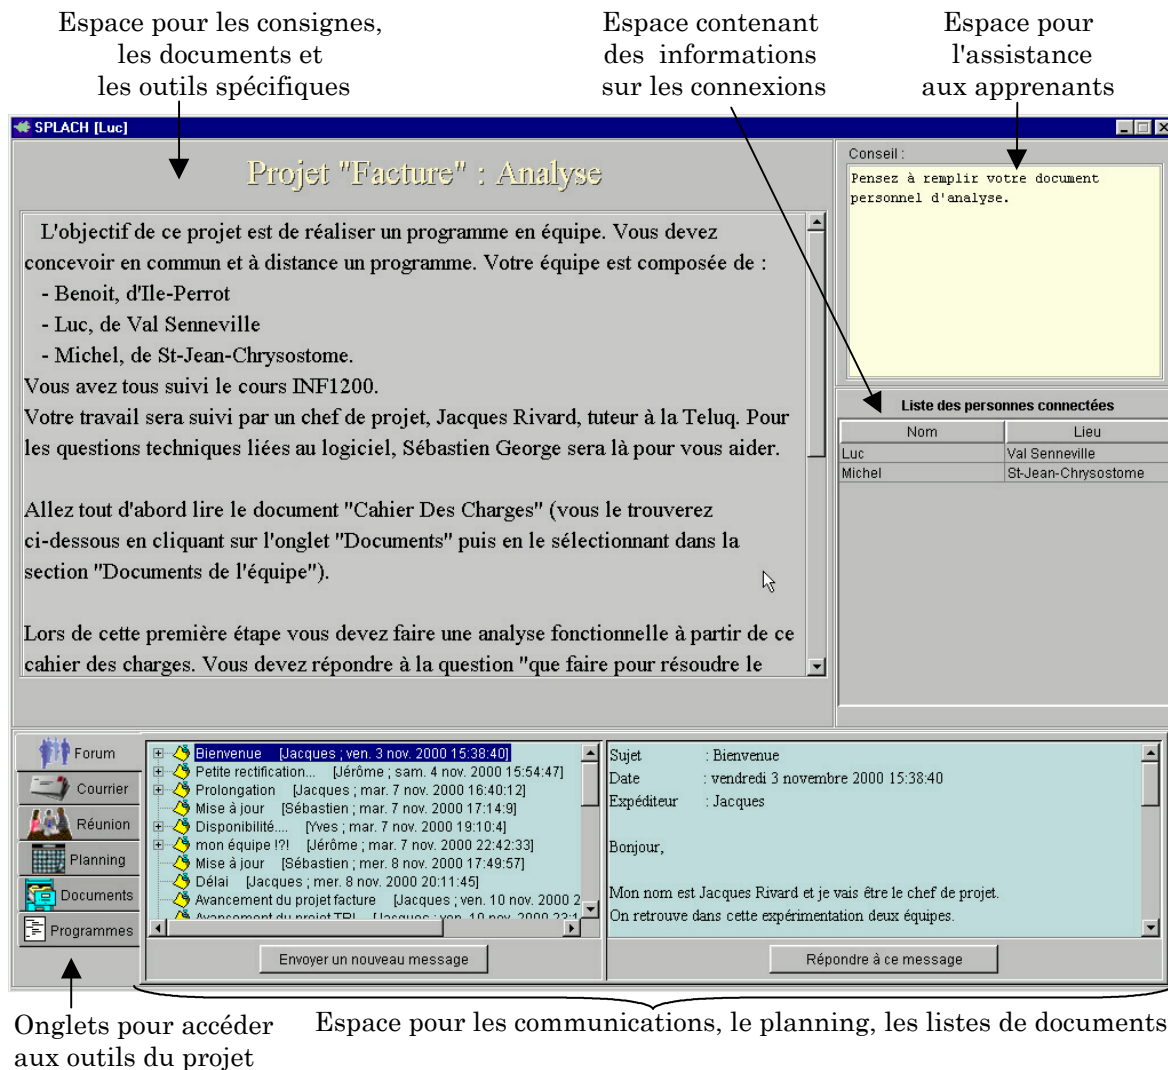 Espace pour les consignes,
les documents et
les outils spécifiques
Espace contenant
des informations
sur les connexions
Espace pour
l'assistance
aux apprenants
SPLACH [Luc]
Projet "Facture" : Analyse
L'objectif de ce projet est de réaliser un programme en équipe. Vous devez
concevoir en commun et à distance un programme. Votre équipe est composée de :
- Benoit, d'Ile-Perrot
- Luc, de Val Senneville
- Michel, de St-Jean-Chrysostome.
Vous avez tous suivi le cours INF1200.
Votre travail sera suivi par un chef de projet, Jacques Rivard, tuteur à la Teluq. Pour
les questions techniques liées au logiciel, Sébastien George sera là pour vous aider.
Allez tout d'abord lire le document "Cahier Des Charges" (vous le trouverez
ci-dessous en cliquant sur l'onglet "Documents" puis en le sélectionnant dans la
section "Documents de l'équipe").
Lors de cette première étape vous devez faire une analyse fonctionnelle à partir de ce
cahier des charges. Vous devez répondre à la question "que faire pour résoudre le
Conseil :
Pensez à remplir votre document
personnel d'analyse.
Liste des personnes connectées
Nom Lieu
Luc Val Senneville
Michel St-Jean-Chrysostome
Forum
Courrier
Réunion
Planning
Documents
Programmes
Bienvenue [Jacques ; ven. 3 nov. 2000 15:38:40]
Petite rectification... [Jérôme ; sam. 4 nov. 2000 15:54:47]
Prolongation [Jacques ; mar. 7 nov. 2000 16:40:12]
Mise à jour [Sébastien ; mar. 7 nov. 2000 17:14:9]
Disponibilité.... [Yves ; mar. 7 nov. 2000 19:10:4]
mon équipe !?! [Jérôme ; mar. 7 nov. 2000 22:42:33]
Mise à jour [Sébastien ; mer. 8 nov. 2000 17:49:57]
Délai [Jacques ; mer. 8 nov. 2000 20:11:45]
Avancement du projet facture [Jacques ; ven. 10 nov. 2000 2
Avancement du projet TRI [Jacques ; ven. 10 nov. 2000 23:1
Envoyer un nouveau message
Sujet : Bienvenue
Date : vendredi 3 novembre 2000 15:38:40
Expéditeur : Jacques
Bonjour,
Mon nom est Jacques Rivard et je vais être le chef de projet.
On retrouve dans cette expérimentation deux équipes.
Répondre à ce message
Onglets pour accéder
aux outils du projet
Espace pour les communications, le planning, les listes de documents